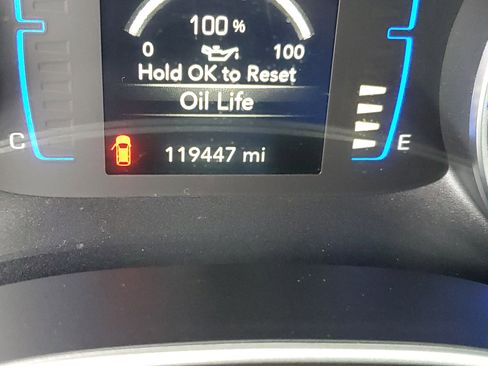 100 %
0 100
Hold OK to Reset
Oil Life
C E
119447 mi